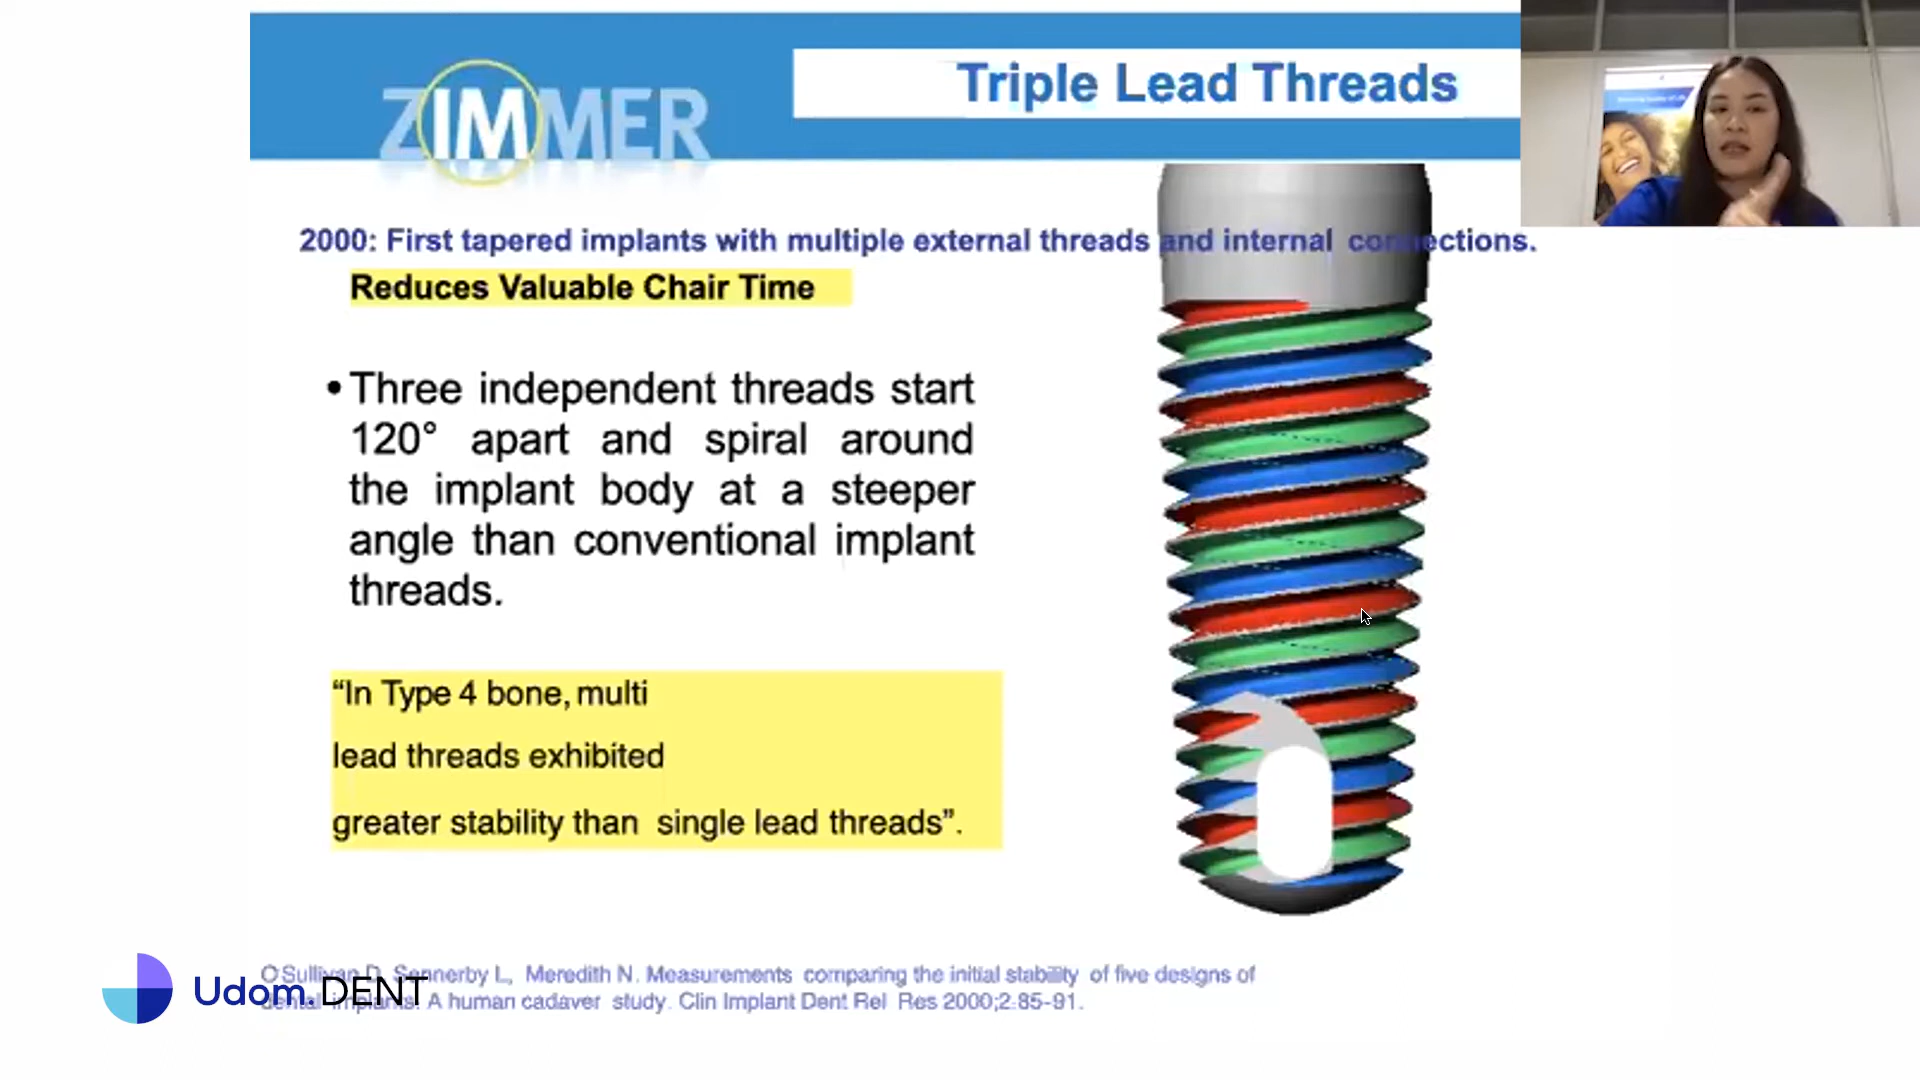 ZIMMER
Triple Lead Threads
2000: First tapered implants with multiple external threads and internal connections.
Reduces Valuable Chair Time
• Three independent threads start
120° apart and spiral around
the implant body at a steeper
angle than conventional implant
threads.
“In Type 4 bone, multi
lead threads exhibited
greater stability than single lead threads”.
O'Sullivan D, Sennerby L, Meredith N. Measurements comparing the initial stability of five designs of
dental implants. A human cadaver study. Clin Implant Dent Rel Res 2000;2:85-91.
Udom.DENT